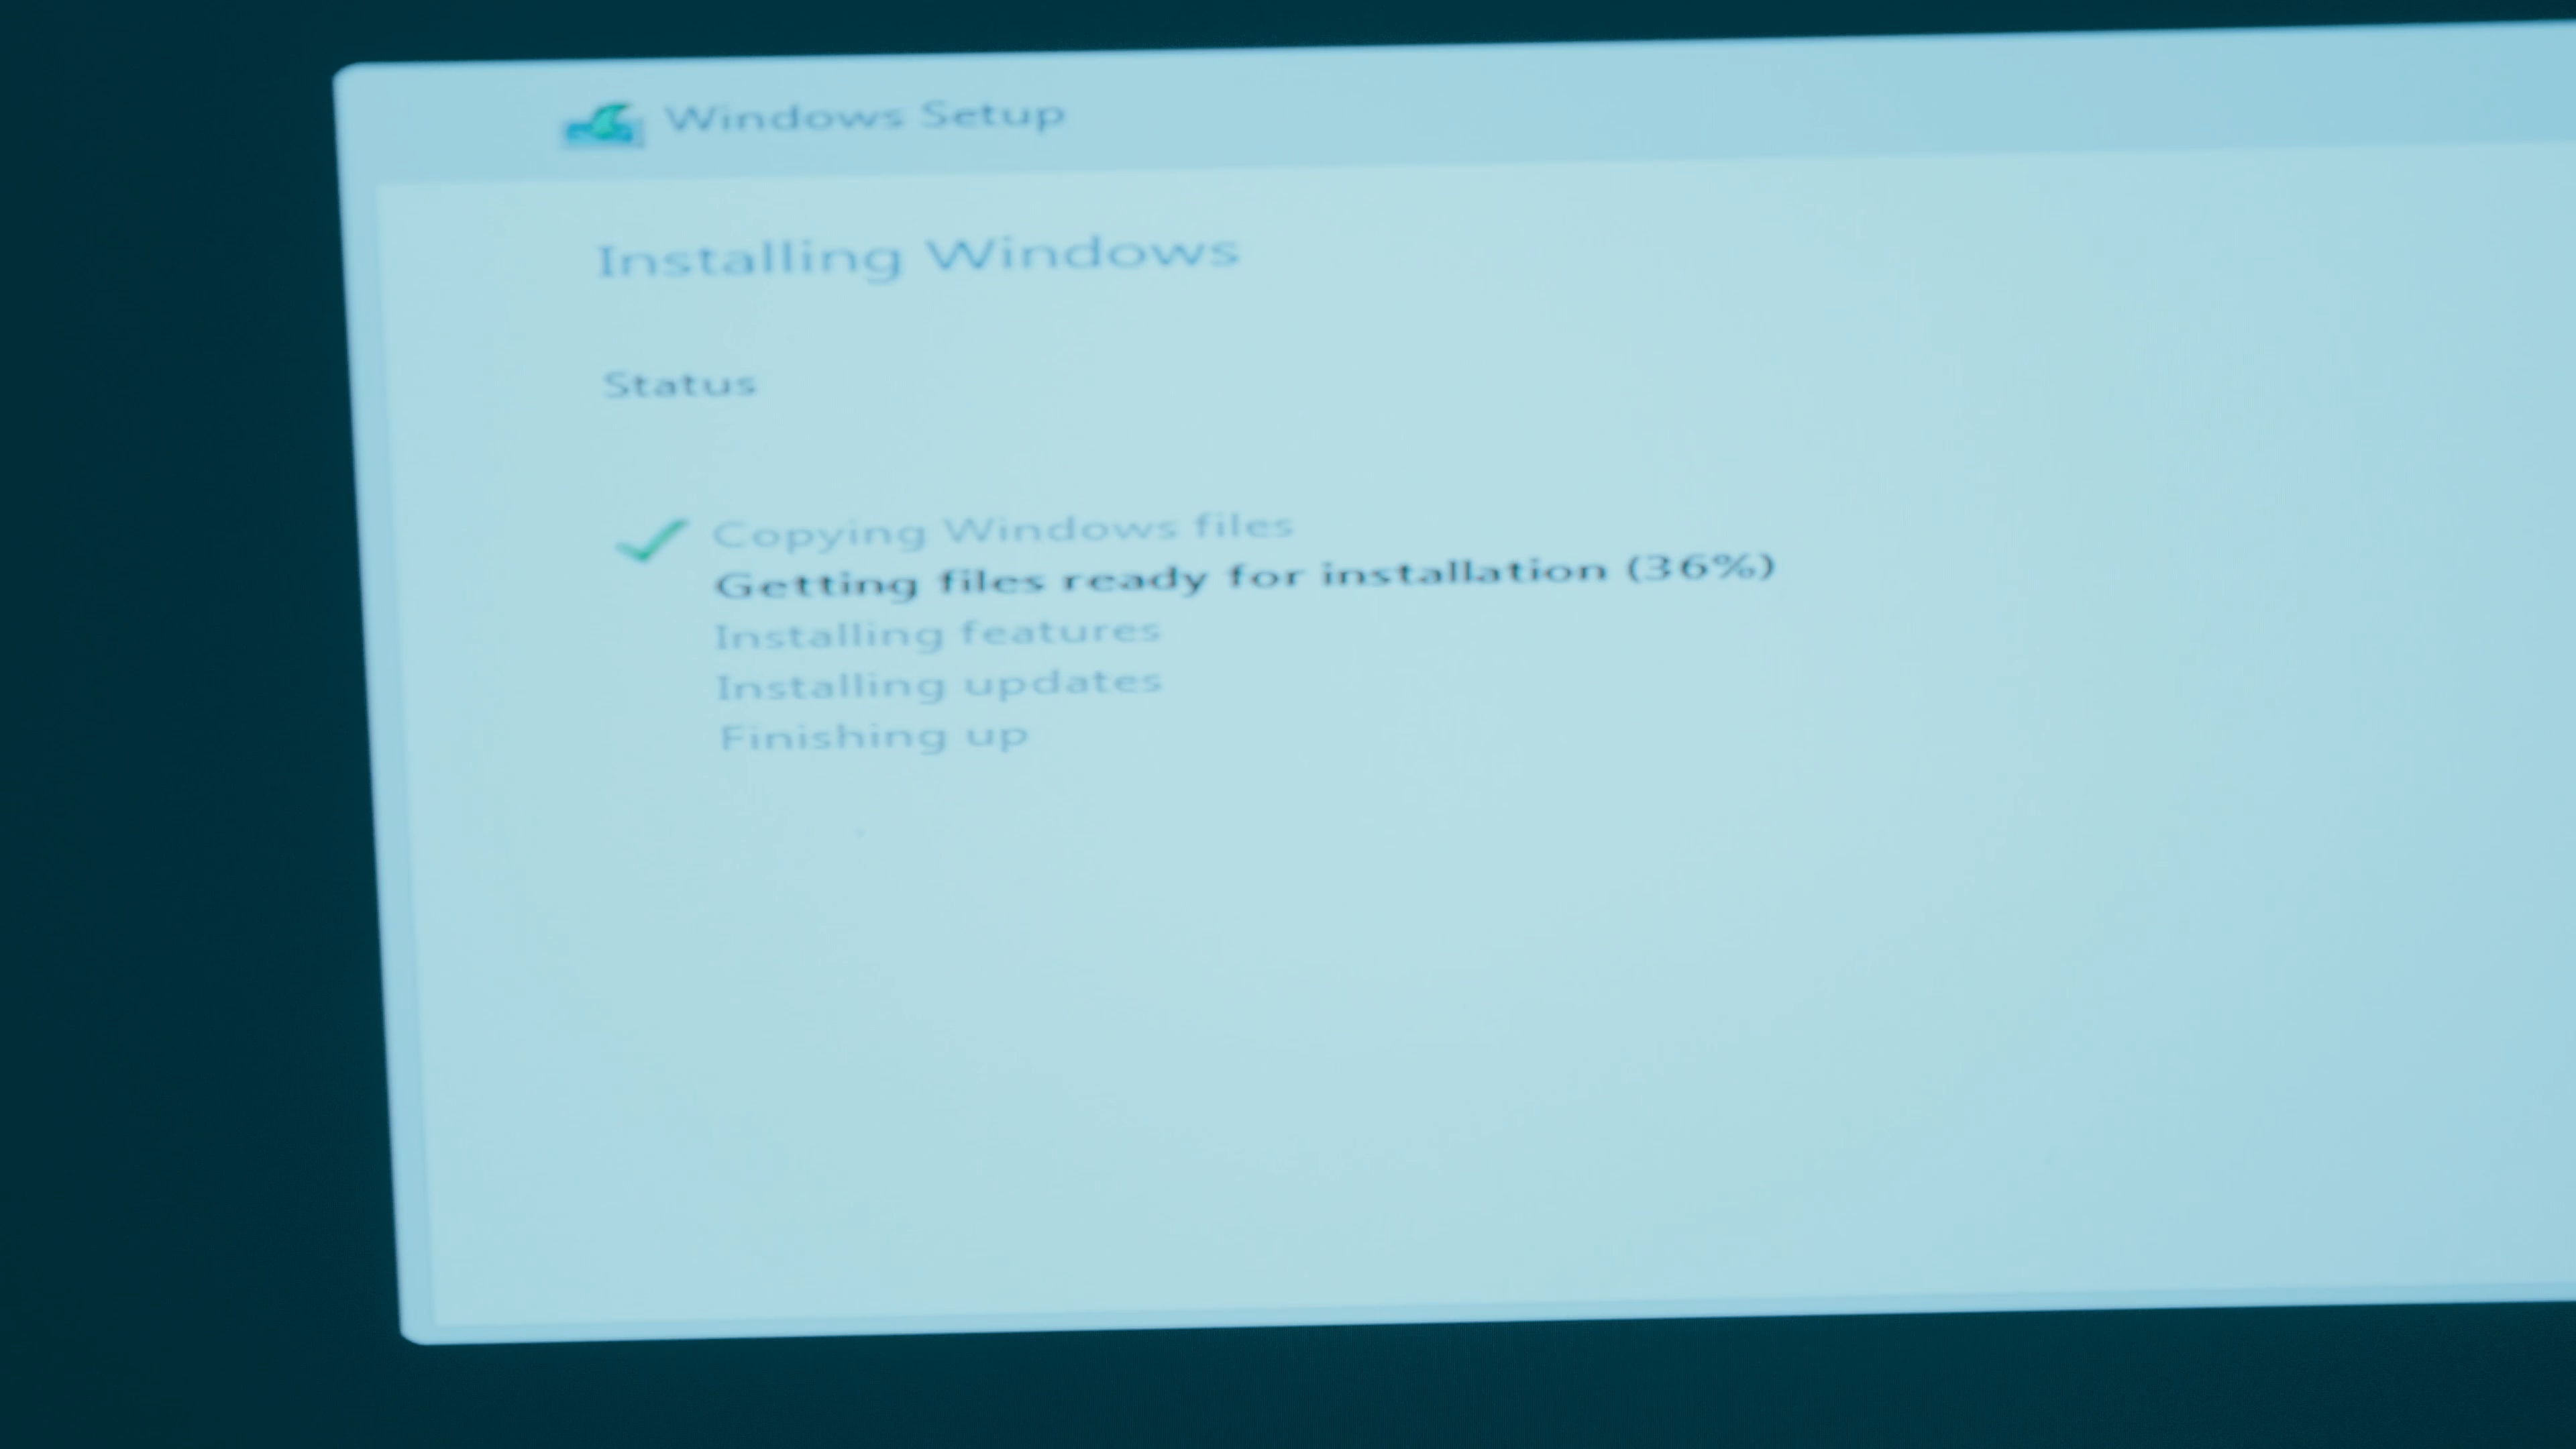 Windows Setup
Installing Windows
Status
Copying Windows files
Getting files ready for installation (36%)
Installing features
Installing updates
Finishing up